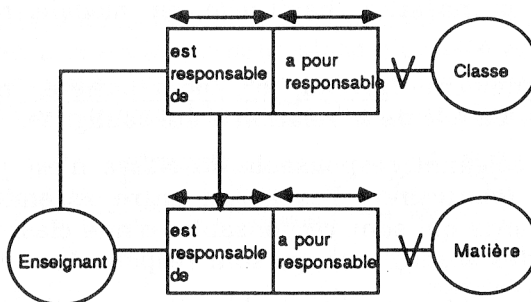 est
responsable
de
a pour
responsable
Classe
est
responsable
de
a pour
responsable
Enseignant
Matière